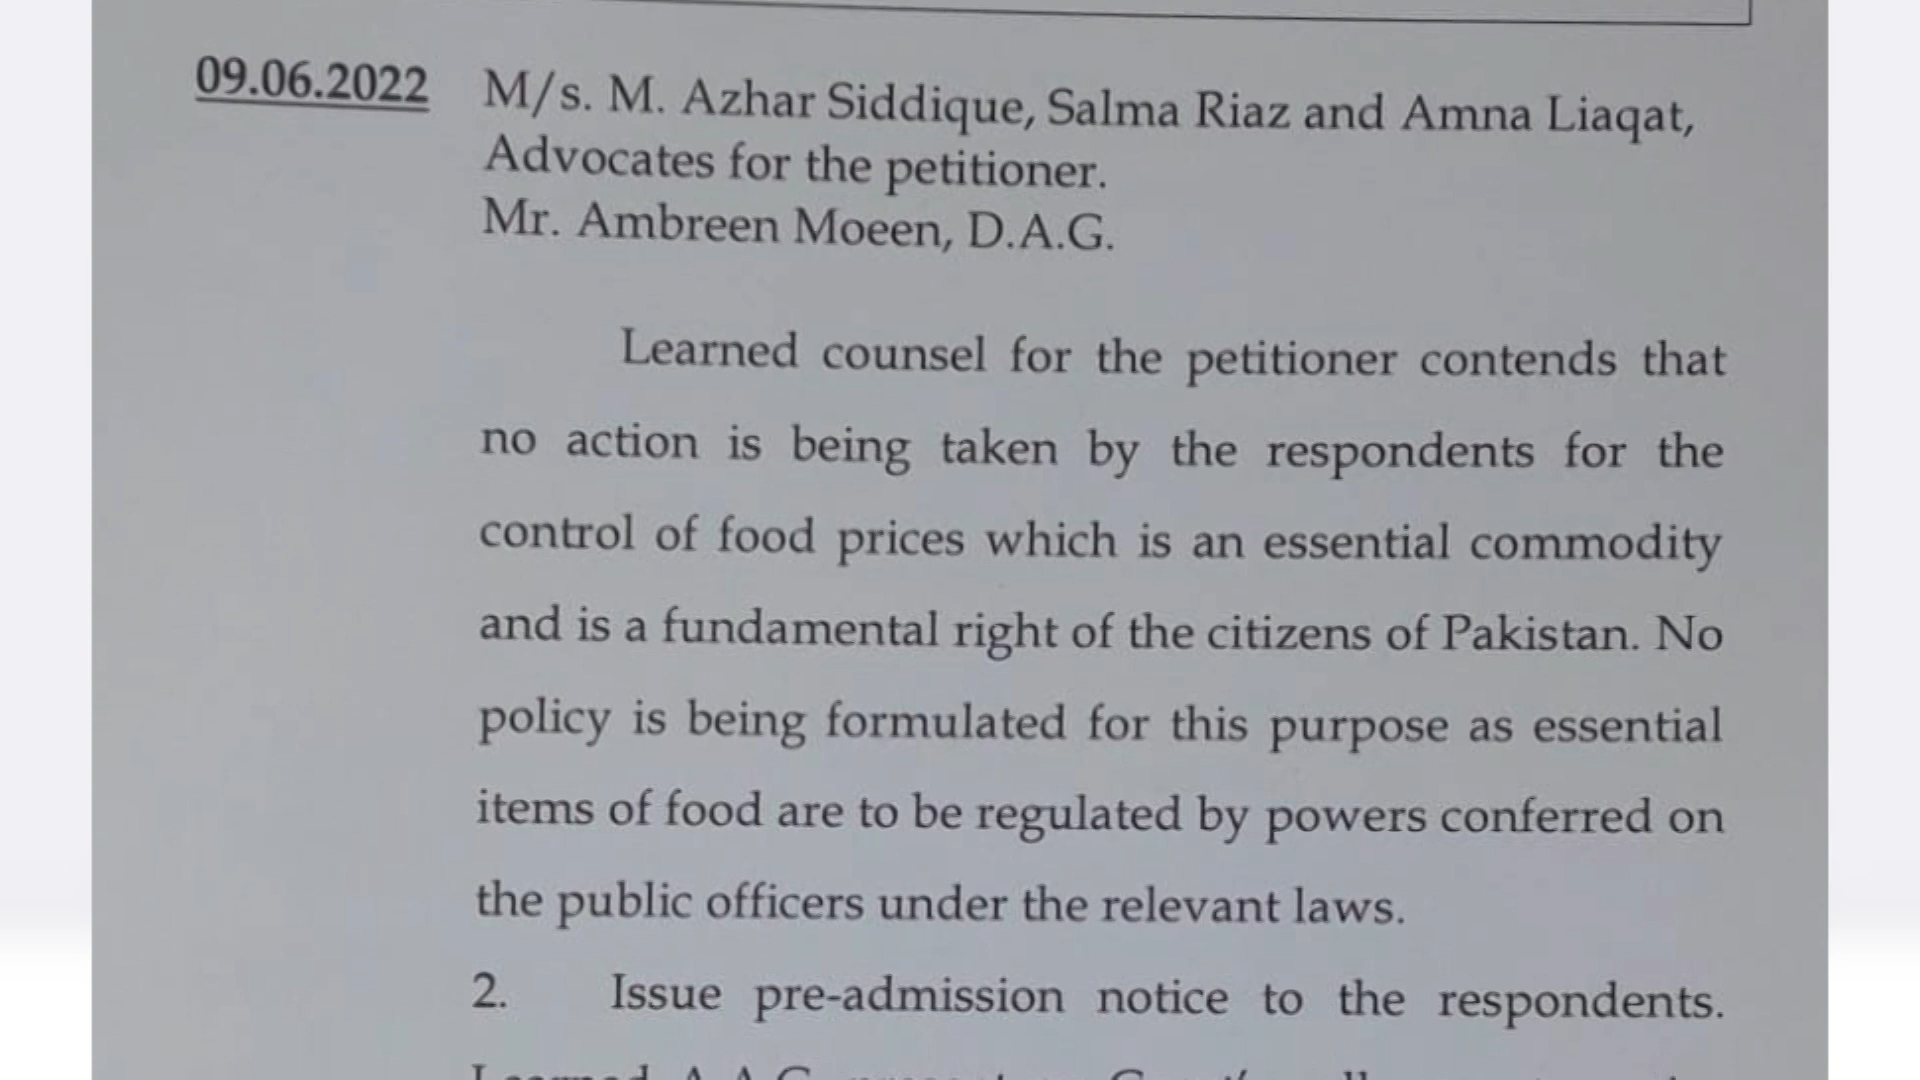 09.06.2022 M/s. M. Azhar Siddique, Salma Riaz and Amna Liaqat,
Advocates for the petitioner.
Mr. Ambreen Moeen, D.A.G.
Learned counsel for the petitioner contends that
no action is being taken by the respondents for the
control of food prices which is an essential commodity
and is a fundamental right of the citizens of Pakistan. No
policy is being formulated for this purpose as essential
items of food are to be regulated by powers conferred on
the public officers under the relevant laws.
2. Issue pre-admission notice to the respondents.
Learned A.A.G.